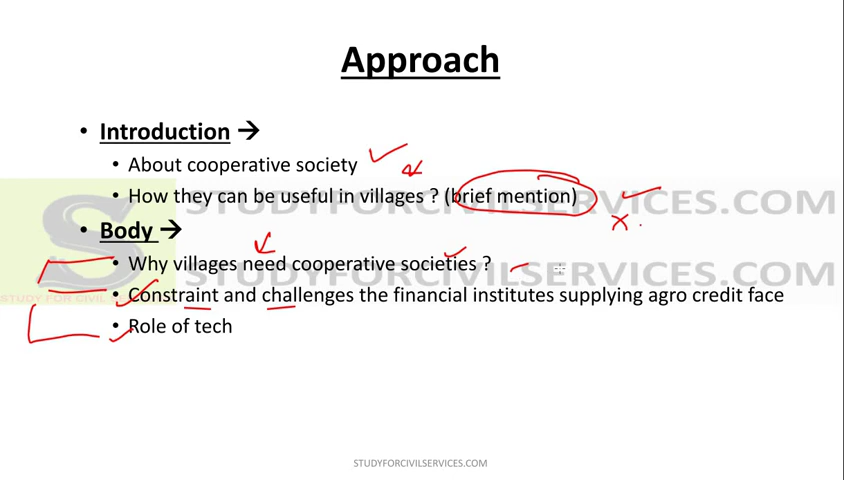 Approach
• Introduction →
• About cooperative society
• How they can be useful in villages ? (brief mention)
STUDYFORCIVILSERVICES.COM
• Body →
• Why villages need cooperative societies ?
STUDYFORCIVILSERVICES.COM
• Constraint and challenges the financial institutes supplying agro credit face
• Role of tech
STUDYFORCIVILSERVICES.COM